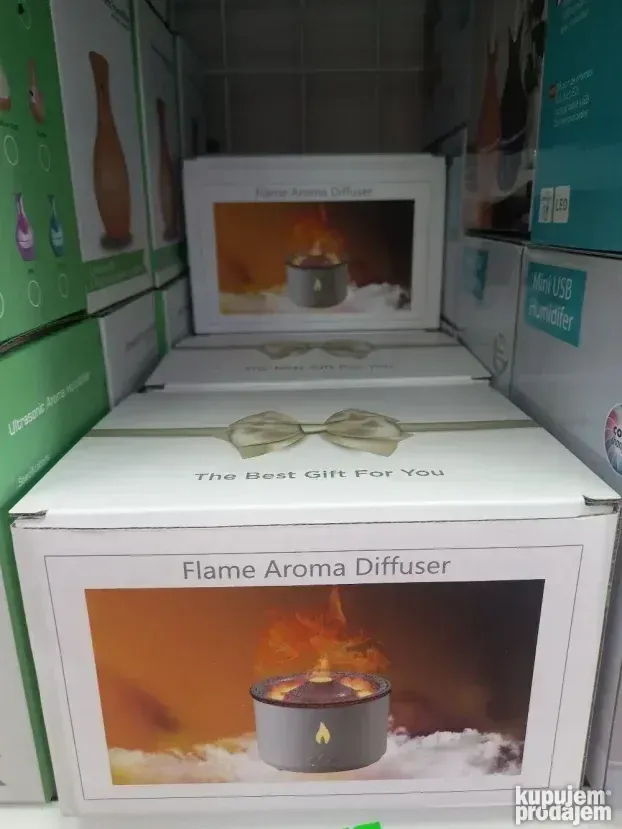 Flame Aroma Diffuser
The Best Gift For You
The Best Gift For You
Flame Aroma Diffuser
Ultrasonic Aroma Humidifier
Mini USB
Humidifer
LED
kupujem
prodajem